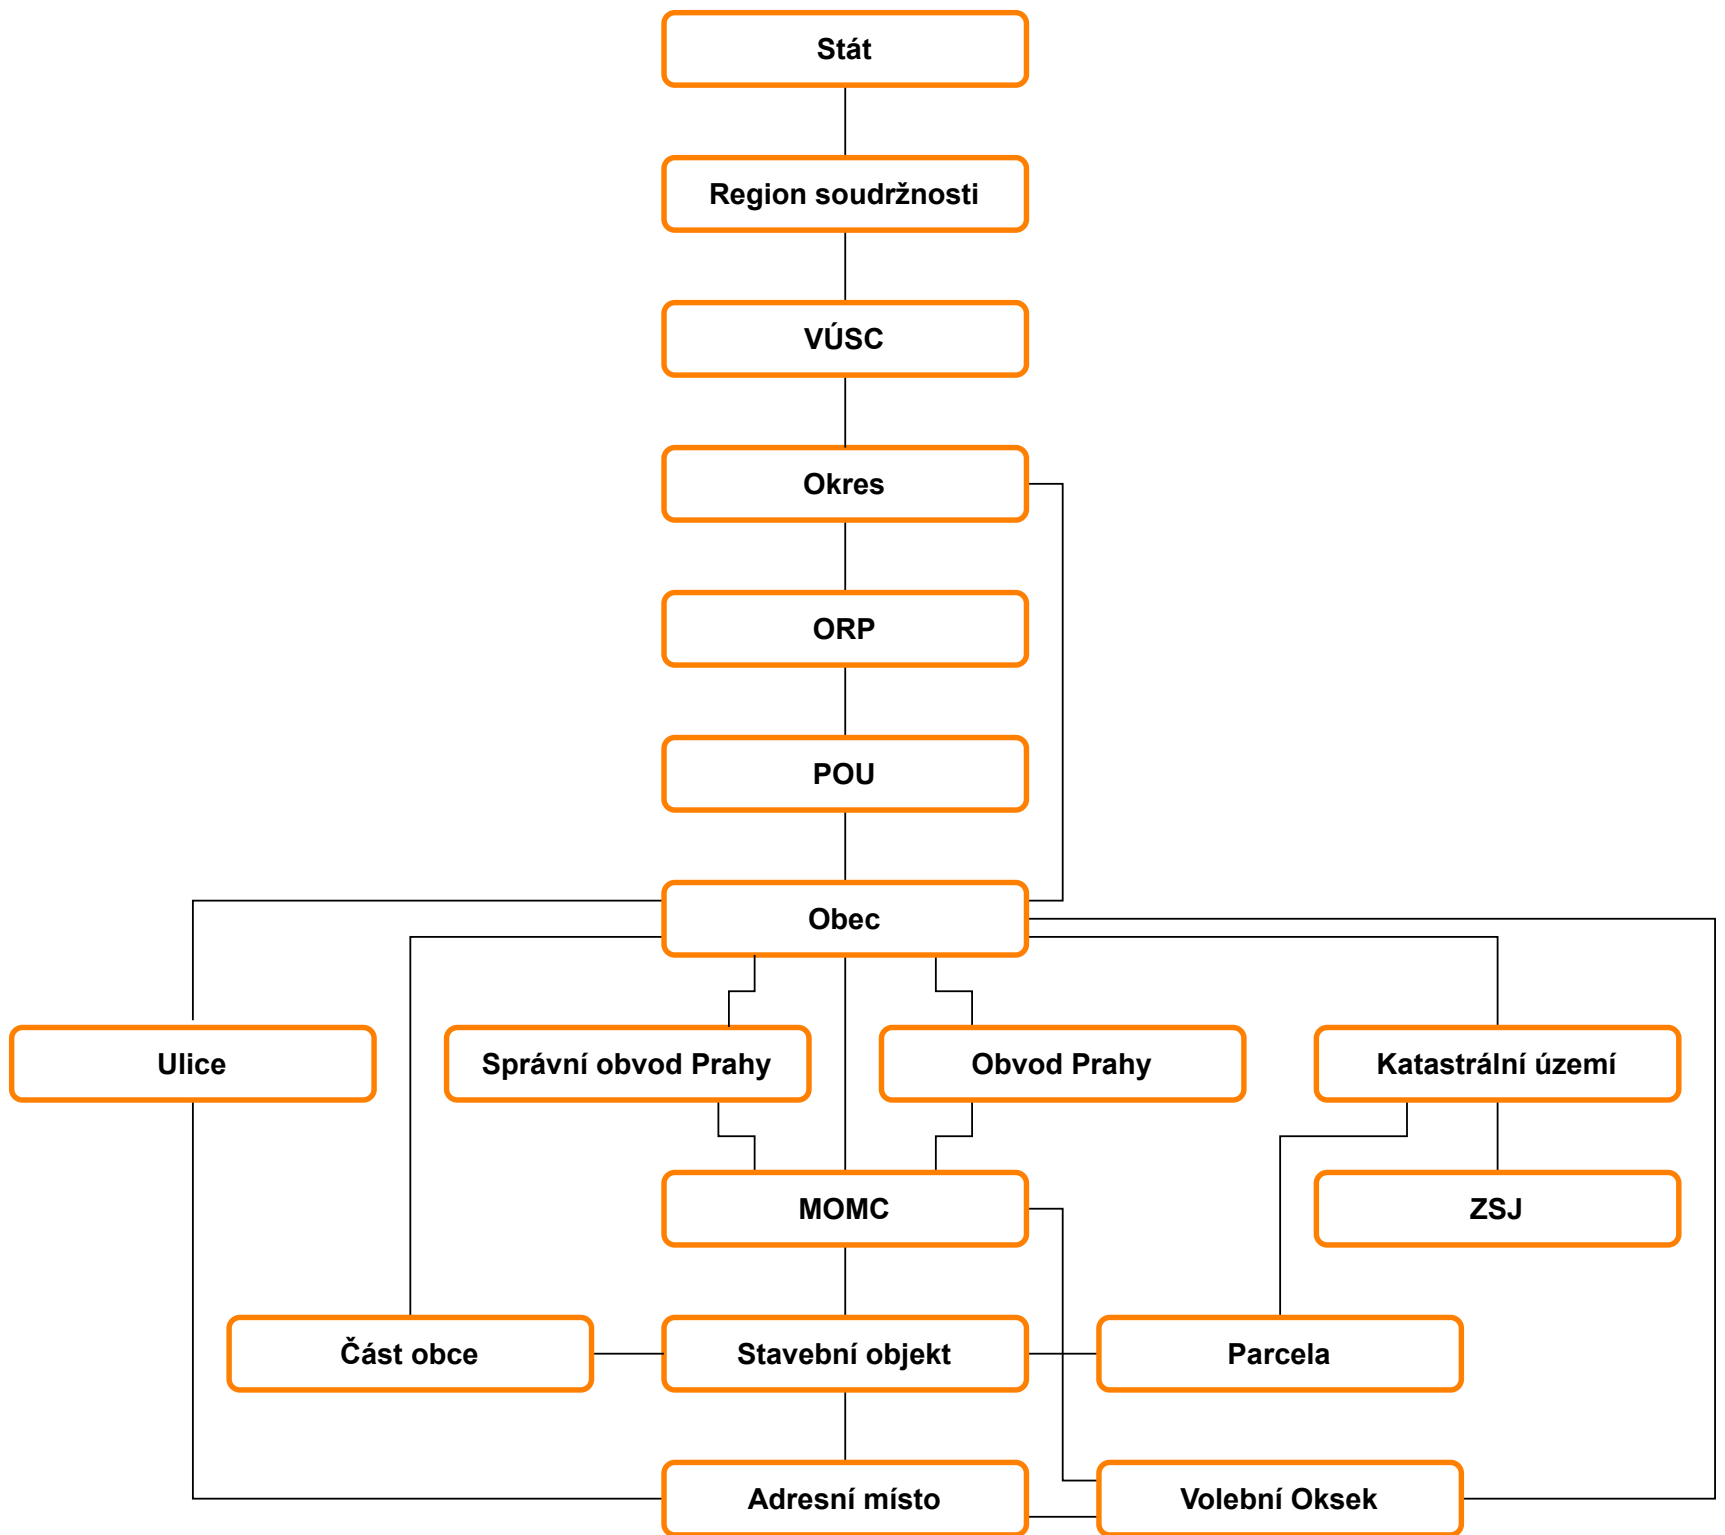 Stát
Region soudržnosti
VÚSC
Okres
ORP
POU
Obec
Ulice
Správní obvod Prahy
Obvod Prahy
Katastrální území
MOMC
ZSJ
Část obce
Stavební objekt
Parcela
Adresní místo
Volební Oksek